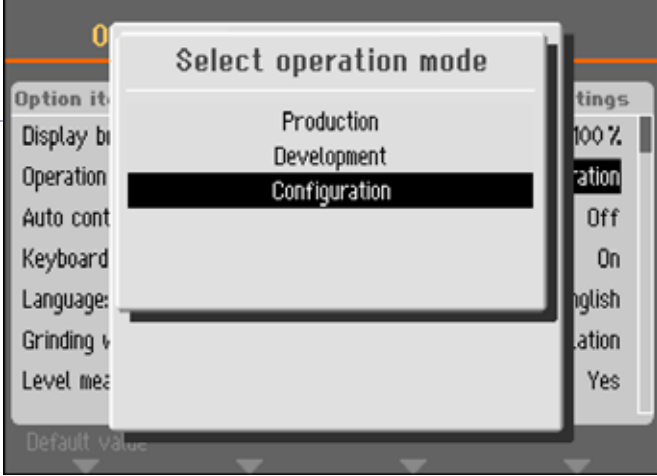 O
Select operation mode
Option it tings
Production
Display b 100 %
Development
Operation ration
Configuration
Auto cont Off
Keyboard On
Language: nglish
Grinding ation
Level mea Yes
Default value